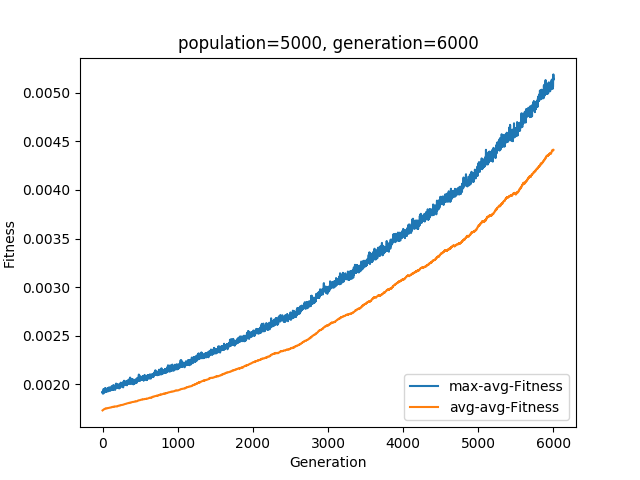 population=5000, generation=6000
0.0050
0.0045
0.0040
0.0035
0.0030
0.0025
0.0020
Fitness
max-avg-Fitness
avg-avg-Fitness
0 1000 2000 3000 4000 5000 6000
Generation